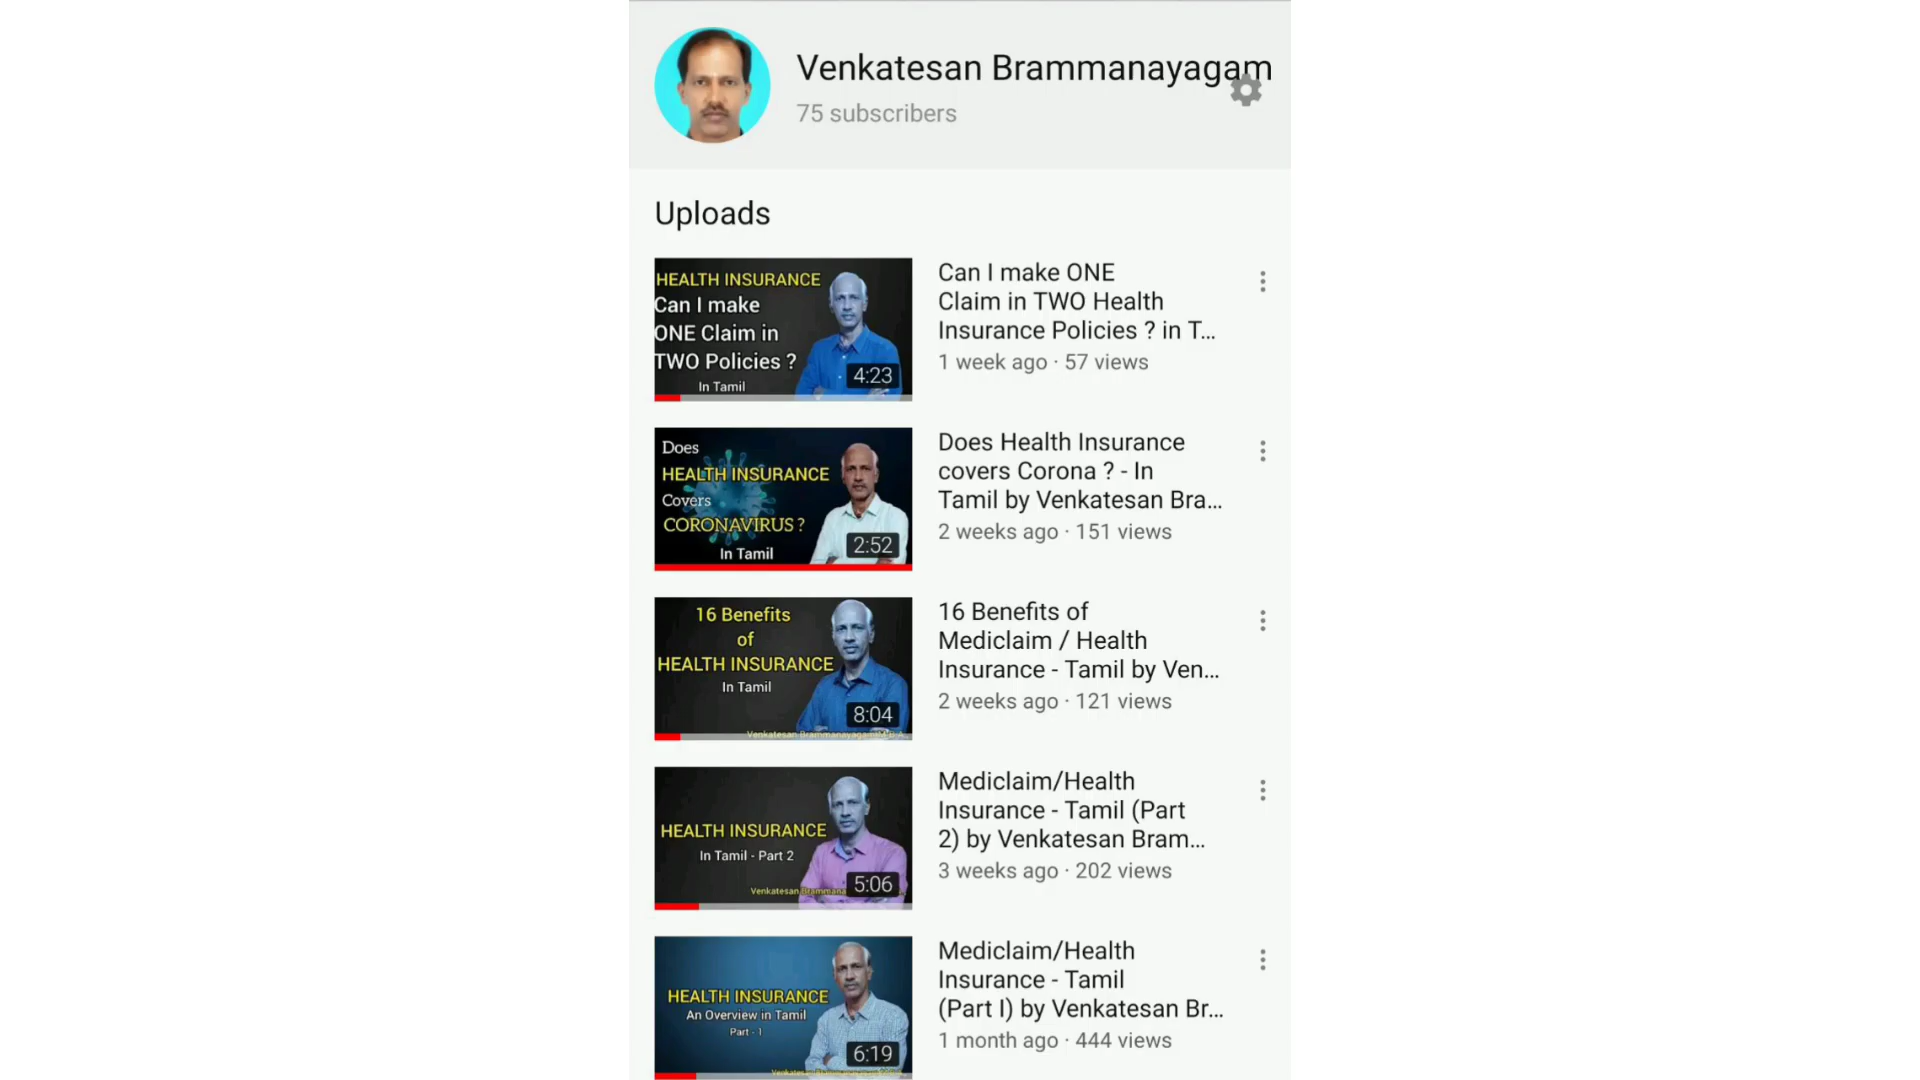 Venkatesan Brammanayagam
75 subscribers
Uploads
HEALTH INSURANCE
Can I make
ONE Claim in
TWO Policies ?
In Tamil
4:23
Can I make ONE
Claim in TWO Health
Insurance Policies ? in T...
1 week ago · 57 views
Does
HEALTH INSURANCE
Covers
CORONAVIRUS ?
In Tamil
2:52
Does Health Insurance
covers Corona ? - In
Tamil by Venkatesan Bra...
2 weeks ago · 151 views
16 Benefits
of
HEALTH INSURANCE
In Tamil
8:04
Venkatesan Brammanayagam
16 Benefits of
Mediclaim / Health
Insurance - Tamil by Ven...
2 weeks ago · 121 views
HEALTH INSURANCE
In Tamil - Part 2
Venkatesan Brammana
5:06
Mediclaim/Health
Insurance - Tamil (Part
2) by Venkatesan Bram...
3 weeks ago · 202 views
HEALTH INSURANCE
An Overview in Tamil
Part - 1
6:19
Venkatesan Brammanayagam
Mediclaim/Health
Insurance - Tamil
(Part I) by Venkatesan Br...
1 month ago · 444 views